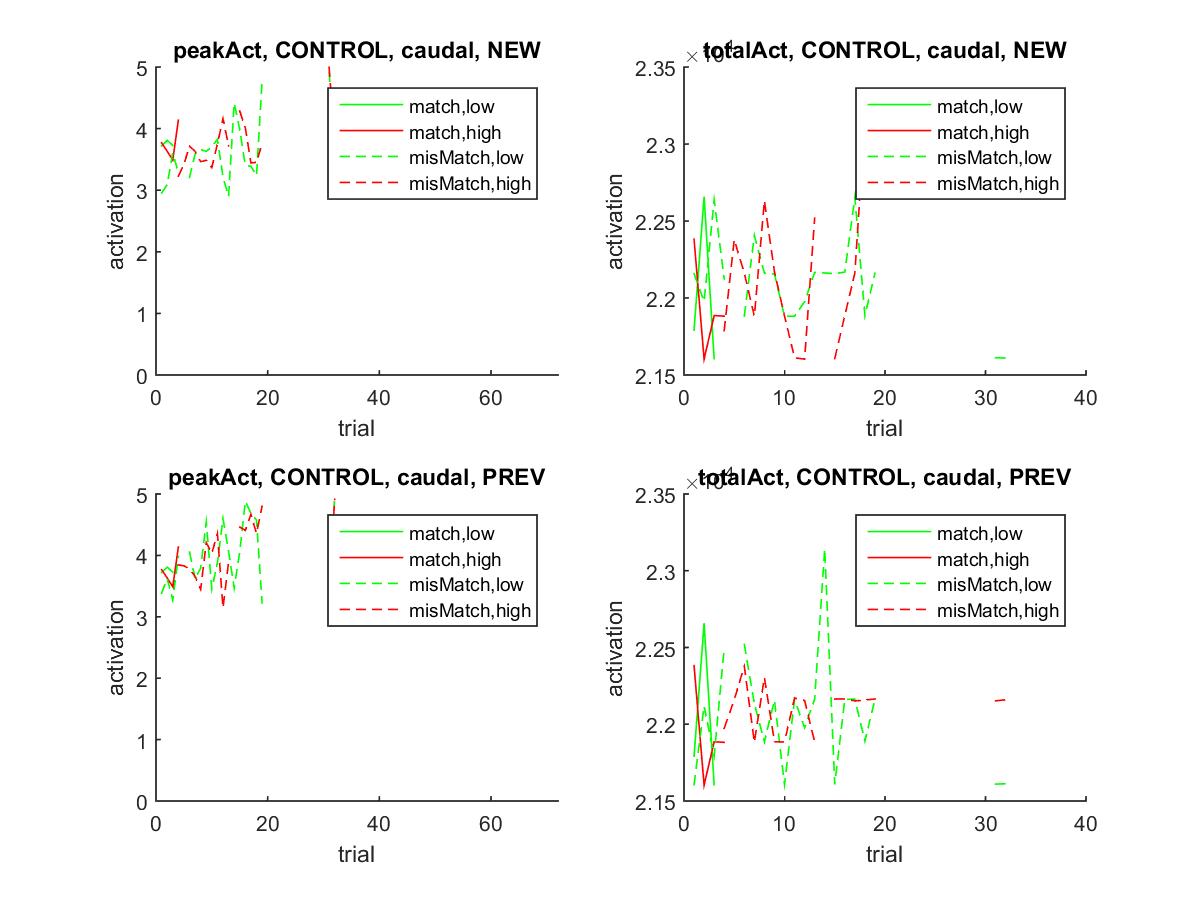 peakAct, CONTROL, caudal, NEW
5
4
3
2
1
0
activation
0 20 40 60
trial
match,low
match,high
misMatch,low
misMatch,high
×10^4
totalAct, CONTROL, caudal, NEW
2.35
2.3
2.25
2.2
2.15
activation
0 10 20 30 40
trial
match,low
match,high
misMatch,low
misMatch,high
peakAct, CONTROL, caudal, PREV
5
4
3
2
1
0
activation
0 20 40 60
trial
match,low
match,high
misMatch,low
misMatch,high
×10^4
totalAct, CONTROL, caudal, PREV
2.35
2.3
2.25
2.2
2.15
activation
0 10 20 30 40
trial
match,low
match,high
misMatch,low
misMatch,high